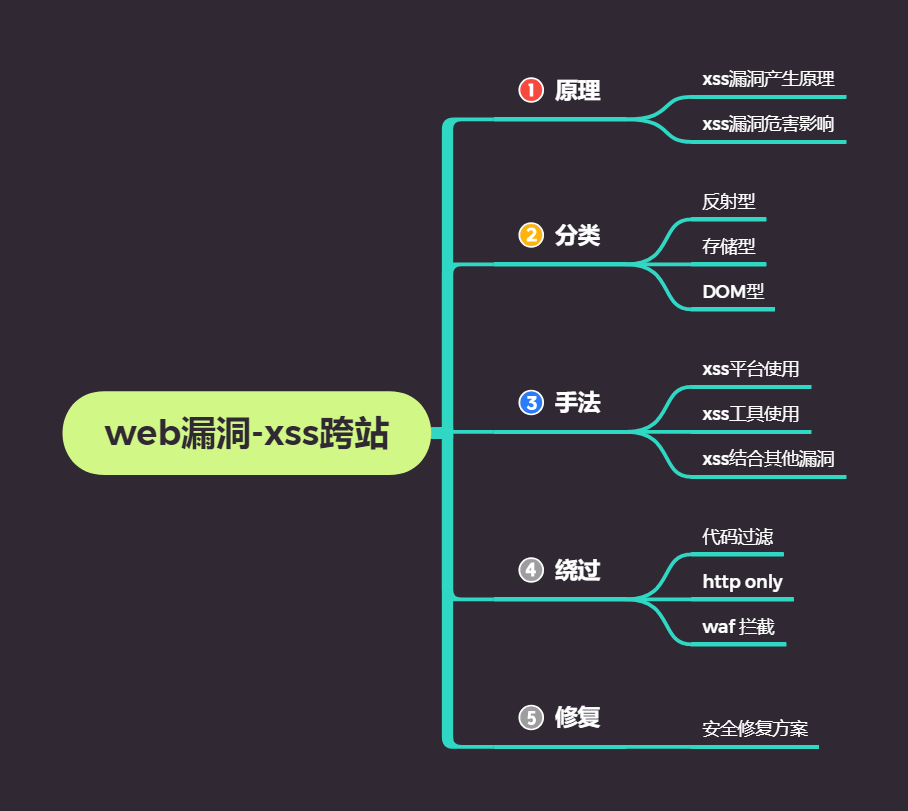 web漏洞-xss跨站
1 原理
xss漏洞产生原理
xss漏洞危害影响
2 分类
反射型
存储型
DOM型
3 手法
xss平台使用
xss工具使用
xss结合其他漏洞
4 绕过
代码过滤
http only
waf 拦截
5 修复
安全修复方案